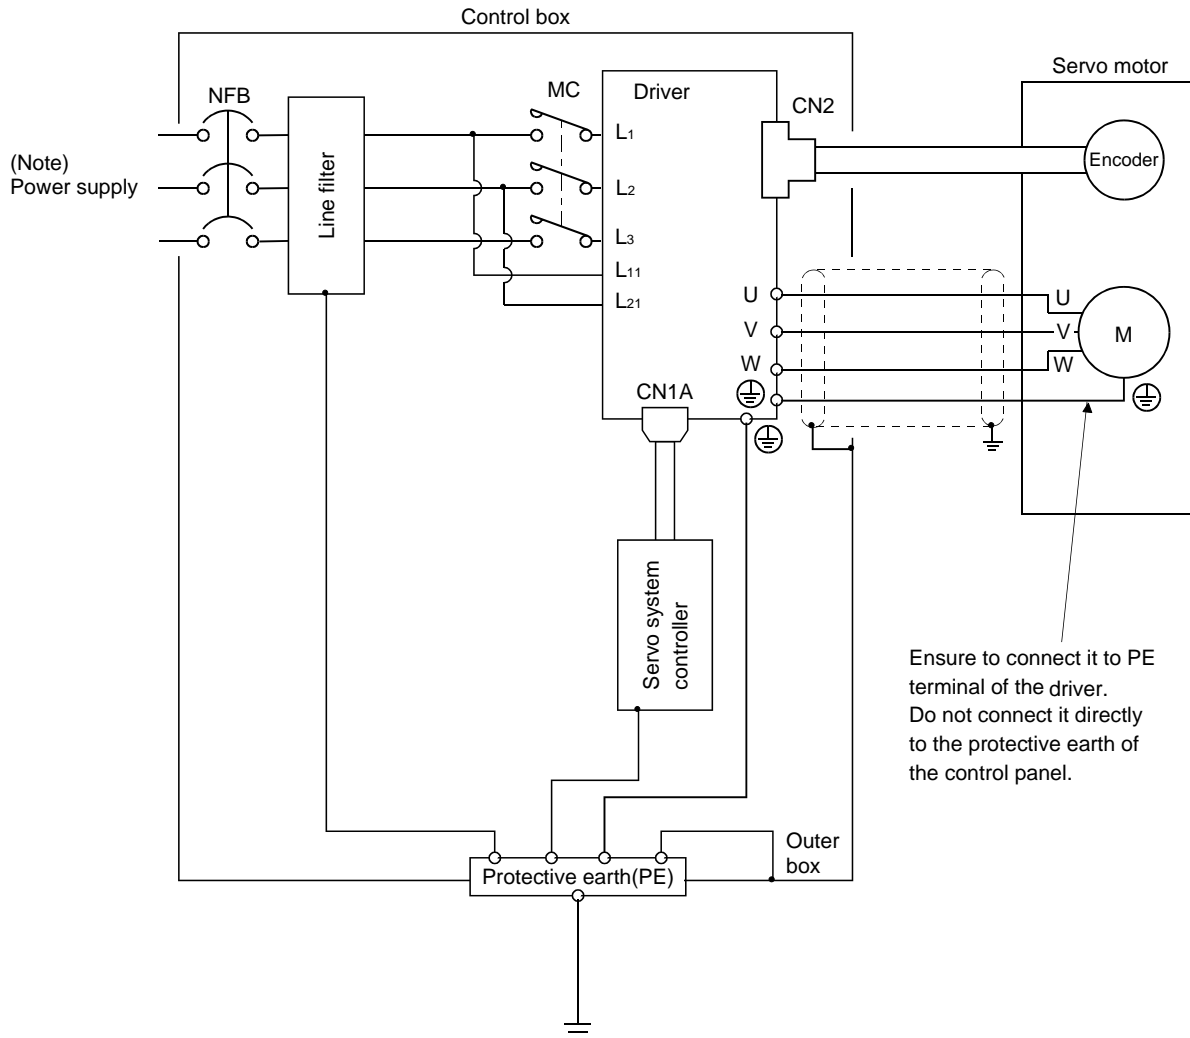 Control box
Servo motor
NFB
MC
Driver
CN2
(Note)
Power supply
Line filter
L1
L2
L3
L11
L21
Encoder
U
V
W
U
V
W
M
CN1A
Servo system
controller
Ensure to connect it to PE
terminal of the driver.
Do not connect it directly
to the protective earth of
the control panel.
Outer
box
Protective earth(PE)